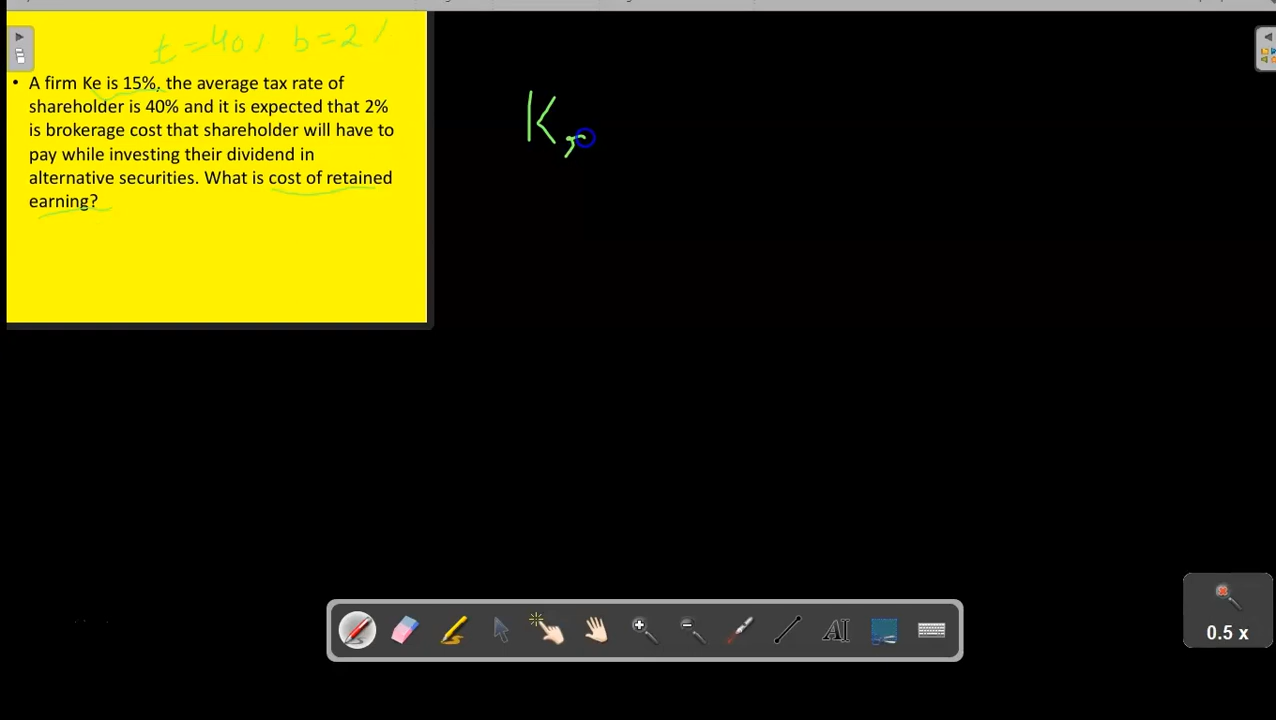 t = 40% b = 2%
• A firm Ke is 15%, the average tax rate of
shareholder is 40% and it is expected that 2%
is brokerage cost that shareholder will have to
pay while investing their dividend in
alternative securities. What is cost of retained
earning?
K
AI
0.5 x